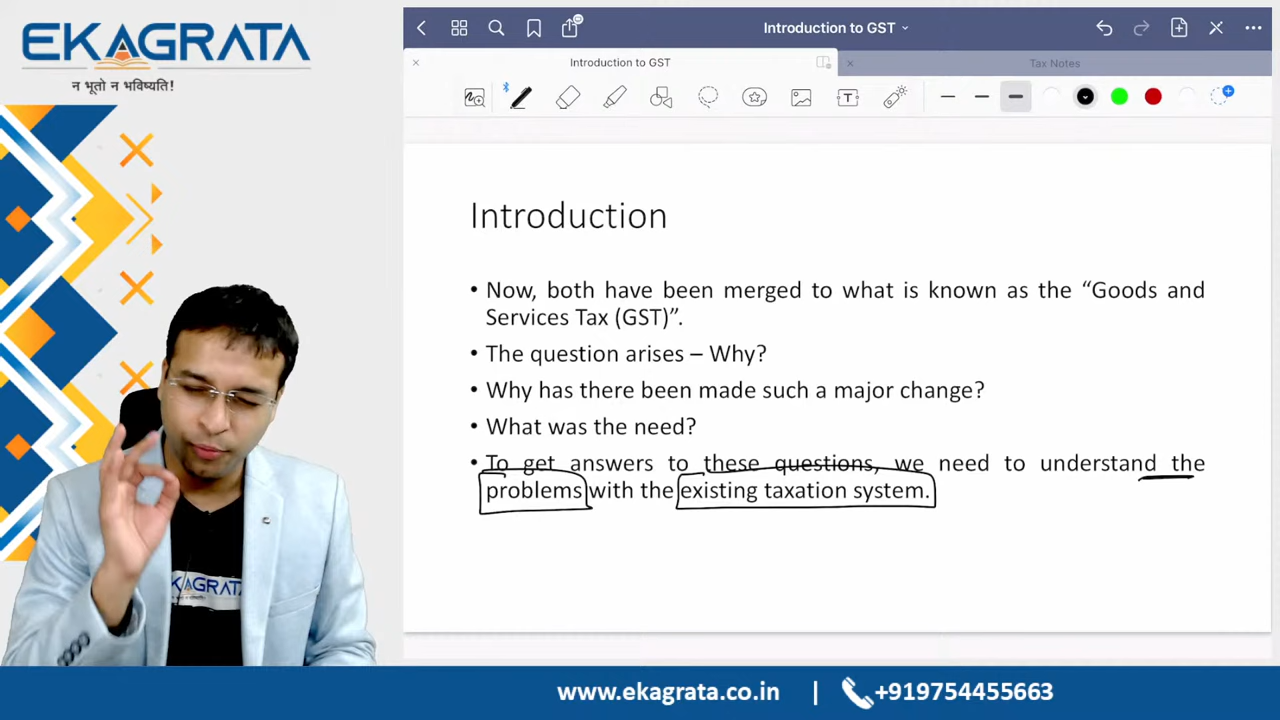 EKAGRATA
न भूतो न भविष्यति!
Introduction to GST
Introduction to GST
Tax Notes
T
Introduction
• Now, both have been merged to what is known as the “Goods and
Services Tax (GST)”.
• The question arises – Why?
• Why has there been made such a major change?
• What was the need?
• To get answers to these questions, we need to understand the
problems with the existing taxation system.
EKAGRATA
www.ekagrata.co.in | +919754455663